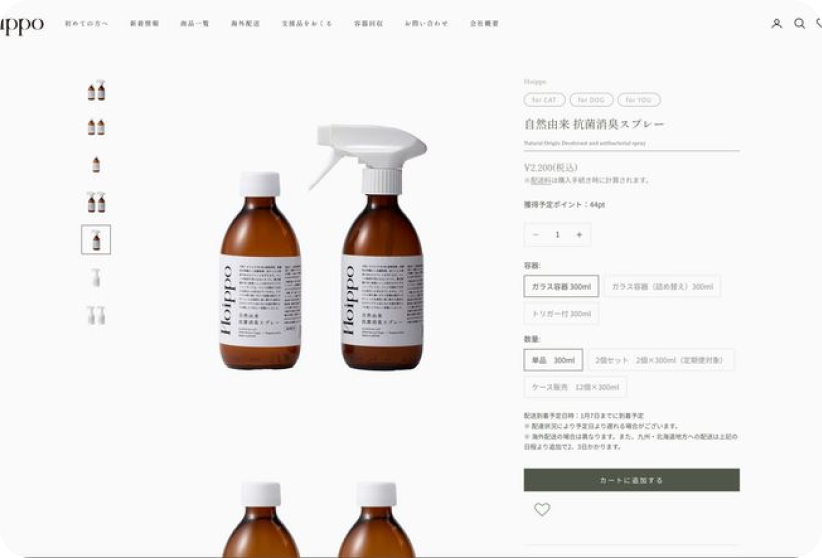 ippo
初めての方へ 新着情報 商品一覧 海外配送 支援品をおくる 容器回収 お問い合わせ 会社概要
Hoippo
for CAT for DOG for YOU
自然由来 抗菌消臭スプレー
Natural Origin Deodorant and antibacterial spray
¥2,200(税込)
※配送料は購入手続き時に計算されます。
獲得予定ポイント：44pt
− 1 +
容器:
ガラス容器 300ml ガラス容器（詰め替え）300ml
トリガー付 300ml
数量:
単品 300ml 2個セット 2個×300ml（定期便対象）
ケース販売 12個×300ml
配送到着予定日時：1月7日までに到着予定
※ 配達状況により予定日より遅れる場合がございます。
※ 海外配送の場合は異なります。また、九州・北海道地方への配送は上記の
日程より追加で2、3日かかります。
カートに追加する
Hoippo
自然由来
抗菌消臭スプレー
Hoippo
自然由来
抗菌消臭スプレー